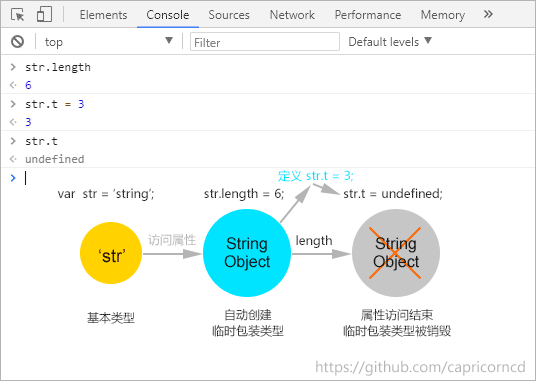 Elements Console Sources Network Performance Memory
top Filter Default levels
str.length
6
str.t = 3
3
str.t
undefined
定义 str.t = 3;
var str = 'string'; str.length = 6; str.t = undefined;
'str' 访问属性 String Object length String Object
基本类型 自动创建 属性访问结束
临时包装类型 临时包装类型被销毁
https://github.com/capricorncd